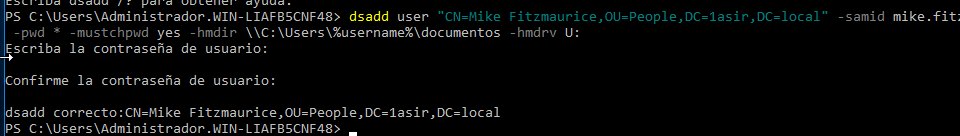 Escriba dsadd /? para obtener ayuda.
PS C:\Users\Administrador.WIN-LIAFB5CNF48> dsadd user "CN=Mike Fitzmaurice,OU=People,DC=1asir,DC=local" -samid mike.fitz
-pwd * -mustchpwd yes -hmdir \\C:\Users\%username%\documentos -hmdrv U:
Escriba la contraseña de usuario:
Confirme la contraseña de usuario:
dsadd correcto:CN=Mike Fitzmaurice,OU=People,DC=1asir,DC=local
PS C:\Users\Administrador.WIN-LIAFB5CNF48>